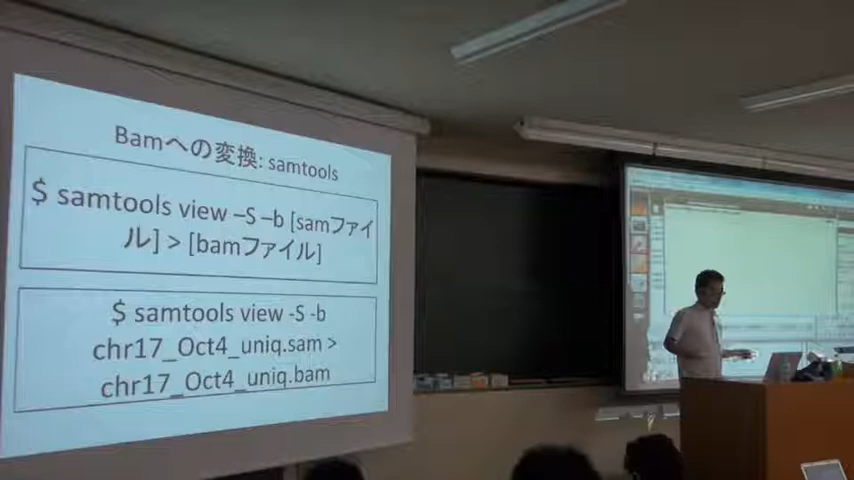 Bamへの変換: samtools
$ samtools view –S –b [samファイ
ル] > [bamファイル]
$ samtools view -S -b
chr17_Oct4_uniq.sam >
chr17_Oct4_uniq.bam